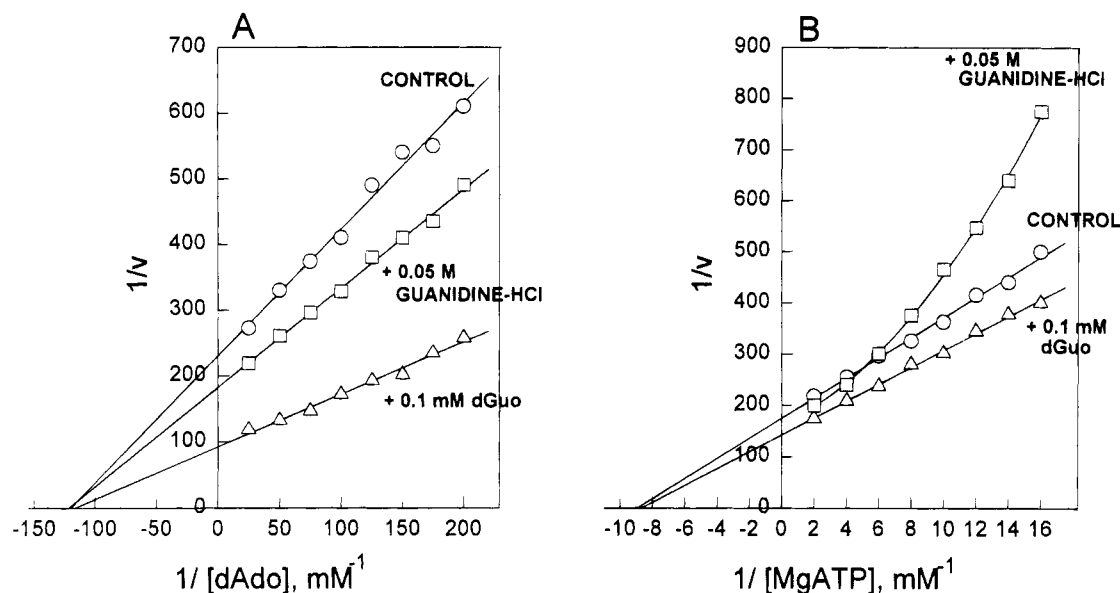 A
700
600
500
400
300
200
100
0
1/v
CONTROL
+ 0.05 M
GUANIDINE-HCl
+ 0.1 mM dGuo
-150 -100 -50 0 50 100 150 200
1/ [dAdo], mM⁻¹
B
900
800
700
600
500
400
300
200
100
0
1/v
+ 0.05 M
GUANIDINE-HCl
CONTROL
+ 0.1 mM
dGuo
-10 -8 -6 -4 -2 0 2 4 6 8 10 12 14 16
1/ [MgATP], mM⁻¹